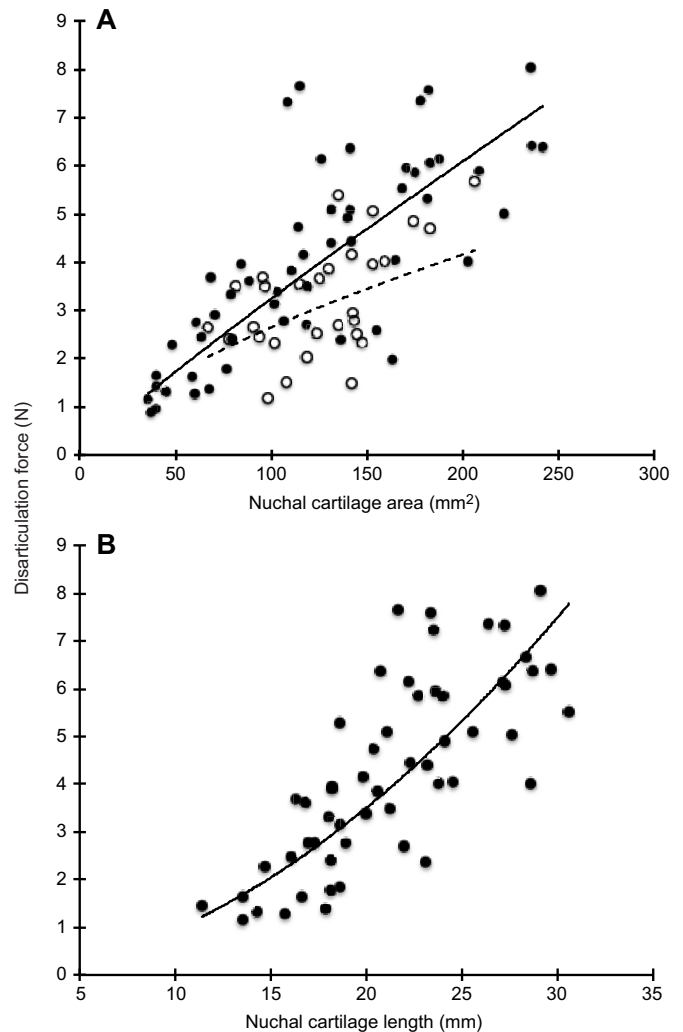 A
9
8
7
6
5
4
3
2
1
0
0 50 100 150 200 250 300
Nuchal cartilage area (mm²)
Disarticulation force (N)
B
9
8
7
6
5
4
3
2
1
0
5 10 15 20 25 30 35
Nuchal cartilage length (mm)